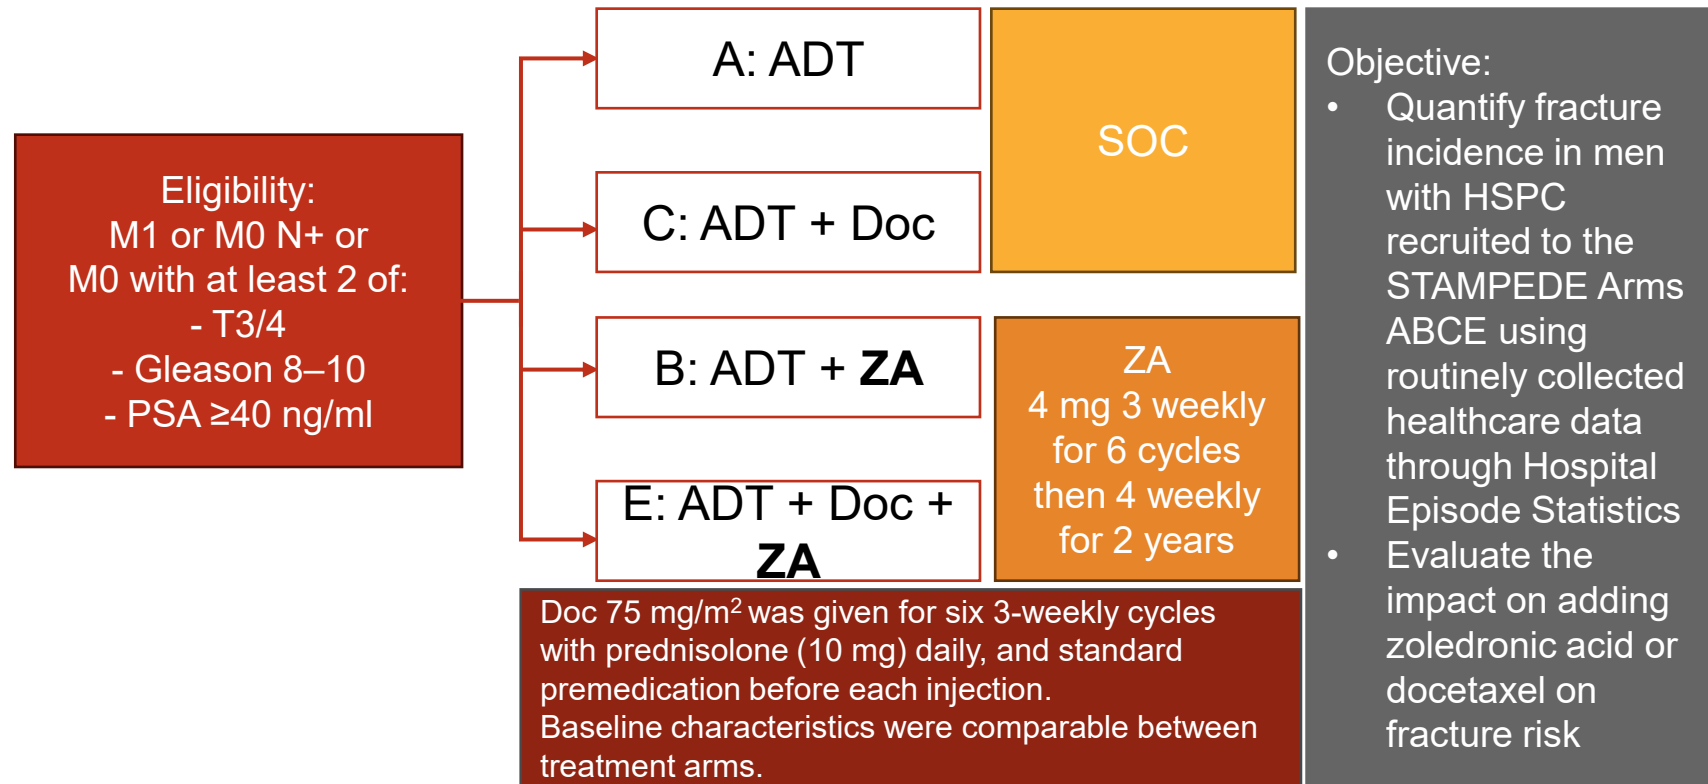 Eligibility:
M1 or M0 N+ or
M0 with at least 2 of:
- T3/4
- Gleason 8–10
- PSA ≥40 ng/ml
A: ADT
C: ADT + Doc
B: ADT + ZA
E: ADT + Doc +
ZA
SOC
ZA
4 mg 3 weekly
for 6 cycles
then 4 weekly
for 2 years
Doc 75 mg/m² was given for six 3-weekly cycles
with prednisolone (10 mg) daily, and standard
premedication before each injection.
Baseline characteristics were comparable between
treatment arms.
Objective:
• Quantify fracture
incidence in men
with HSPC
recruited to the
STAMPEDE Arms
ABCE using
routinely collected
healthcare data
through Hospital
Episode Statistics
• Evaluate the
impact on adding
zoledronic acid or
docetaxel on
fracture risk